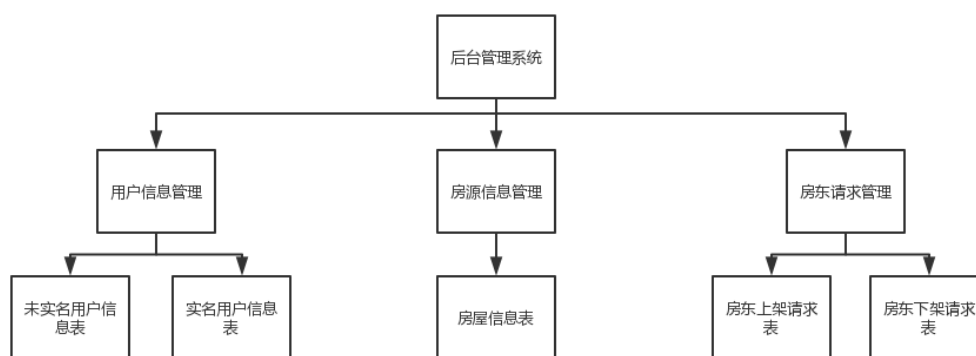 后台管理系统
用户信息管理
房源信息管理
房东请求管理
未实名用户信
息表
实名用户信息
表
房屋信息表
房东上架请求
表
房东下架请求
表